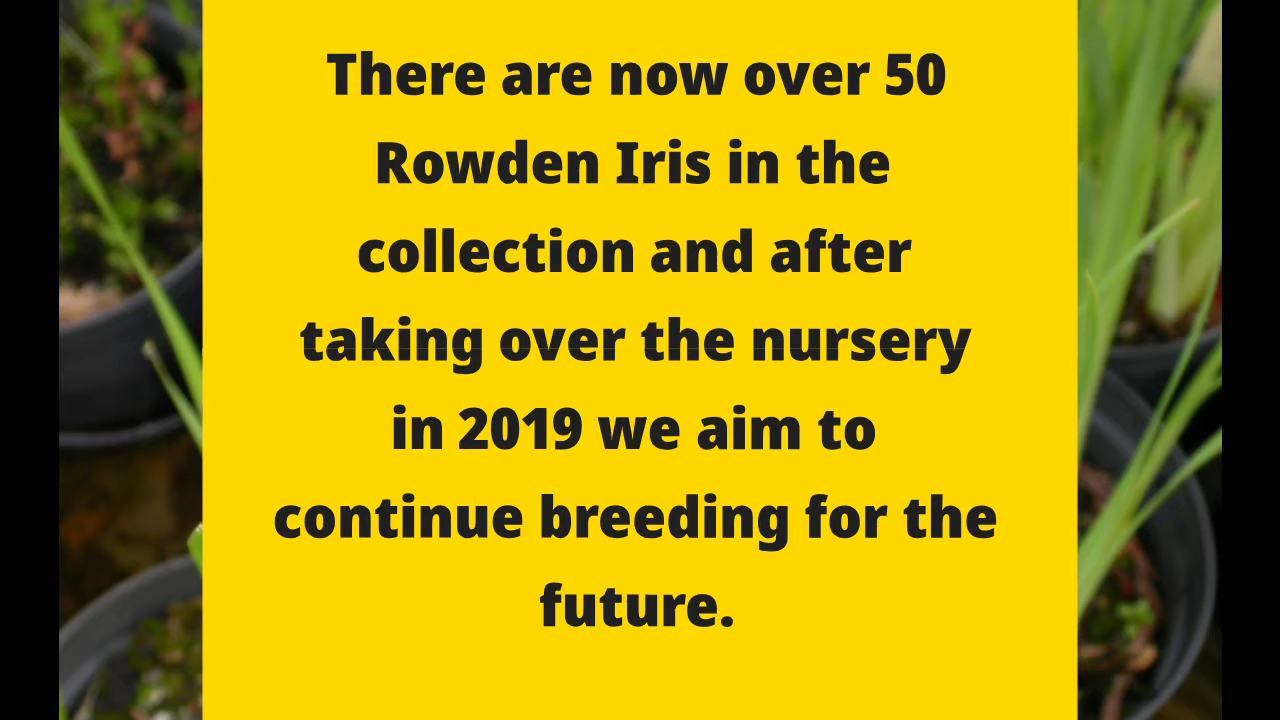 There are now over 50
Rowden Iris in the
collection and after
taking over the nursery
in 2019 we aim to
continue breeding for the
future.